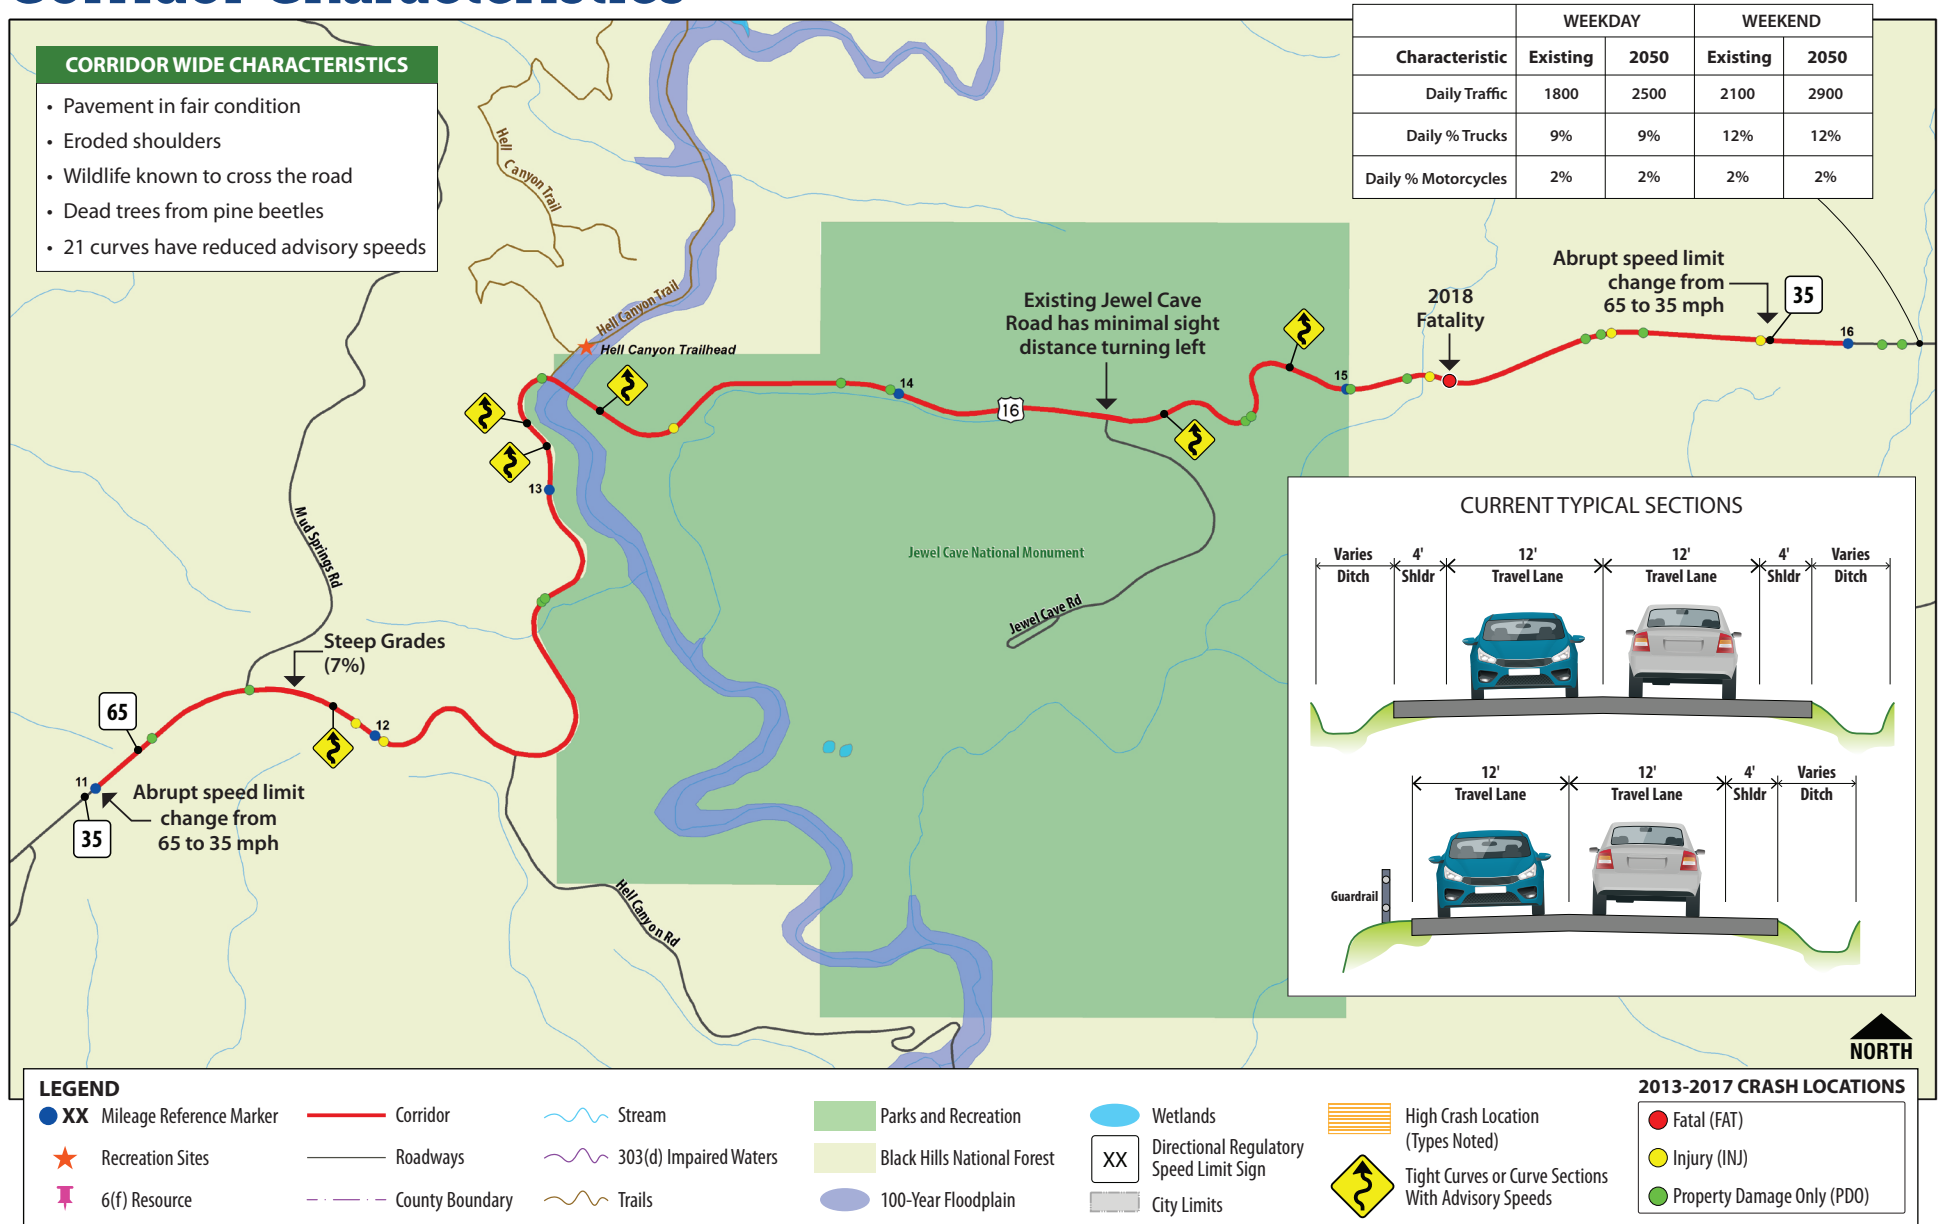 Corridor Characteristics
CORRIDOR WIDE CHARACTERISTICS
• Pavement in fair condition
• Eroded shoulders
• Wildlife known to cross the road
• Dead trees from pine beetles
• 21 curves have reduced advisory speeds
WEEKDAY WEEKEND
Characteristic Existing 2050 Existing 2050
Daily Traffic 1800 2500 2100 2900
Daily % Trucks 9% 9% 12% 12%
Daily % Motorcycles 2% 2% 2% 2%
Hell Canyon Trail
Hell Canyon Trail
Hell Canyon Trailhead
Existing Jewel Cave
Road has minimal sight
distance turning left
2018
Fatality
Abrupt speed limit
change from
65 to 35 mph
35
16
15
14
16
13
Mud Springs Rd
Jewel Cave National Monument
Jewel Cave Rd
Steep Grades
(7%)
65
12
11
35
Abrupt speed limit
change from
65 to 35 mph
Hell Canyon Rd
CURRENT TYPICAL SECTIONS
Varies 4' 12' 12' 4' Varies
Ditch Shldr Travel Lane Travel Lane Shldr Ditch
12' 12' 4' Varies
Travel Lane Travel Lane Shldr Ditch
Guardrail
NORTH
LEGEND
XX Mileage Reference Marker
Recreation Sites
6(f) Resource
Corridor
Roadways
County Boundary
Stream
303(d) Impaired Waters
Trails
Parks and Recreation
Black Hills National Forest
100-Year Floodplain
Wetlands
XX
Directional Regulatory
Speed Limit Sign
City Limits
High Crash Location
(Types Noted)
Tight Curves or Curve Sections
With Advisory Speeds
2013-2017 CRASH LOCATIONS
Fatal (FAT)
Injury (INJ)
Property Damage Only (PDO)